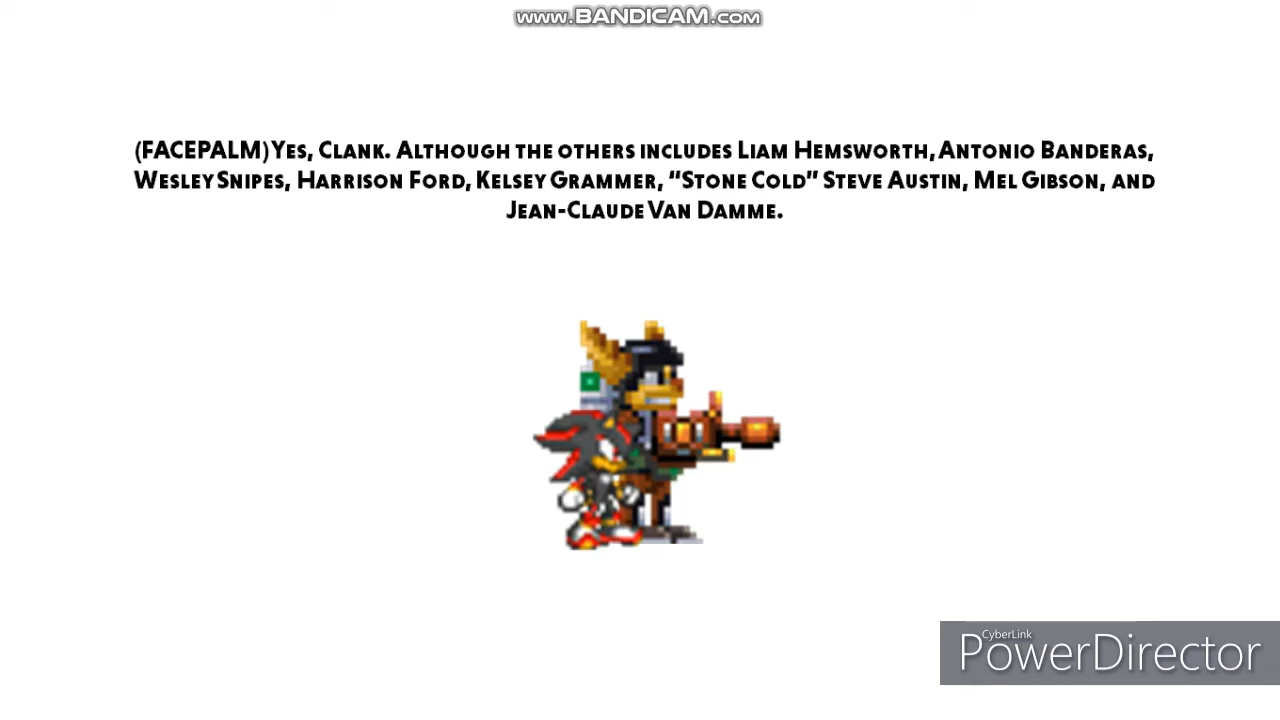 www.BANDICAM.com
(FACEPALM) Yes, Clank. Although the others includes Liam Hemsworth, Antonio Banderas,
Wesley Snipes, Harrison Ford, Kelsey Grammer, “Stone Cold” Steve Austin, Mel Gibson, and
Jean-Claude Van Damme.
CyberLink
PowerDirector